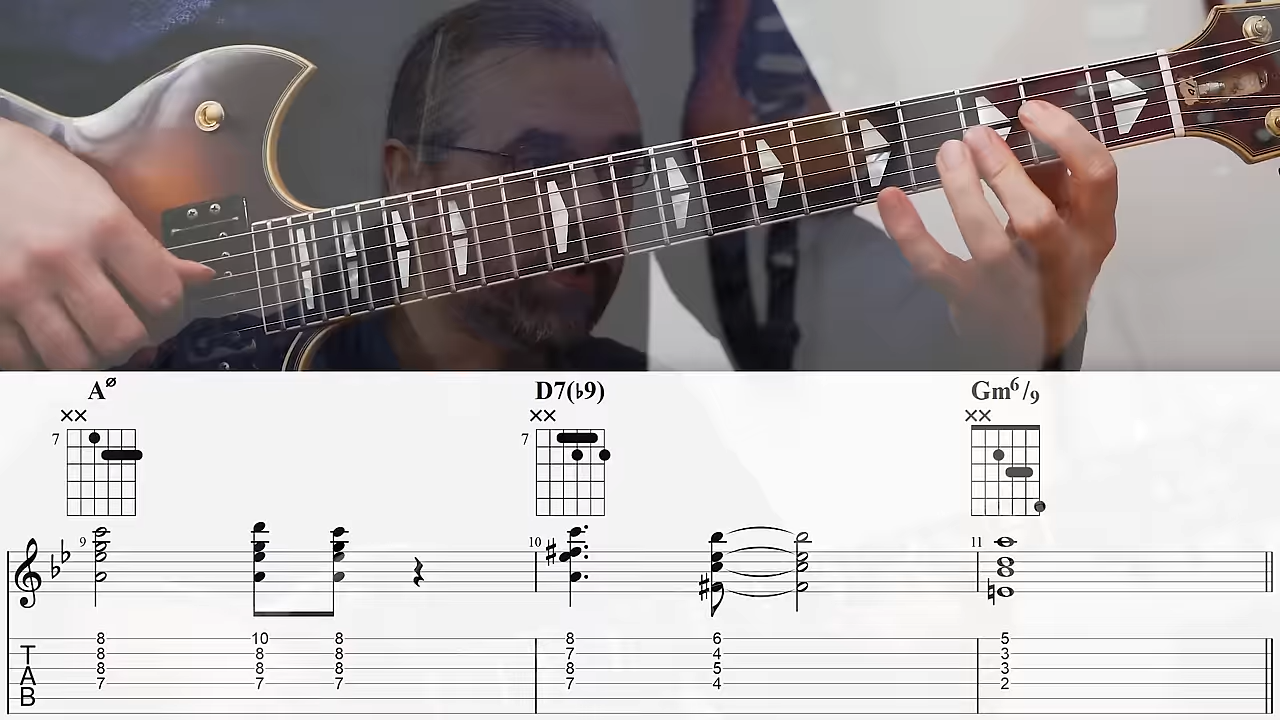 Aø D7(♭9) Gm6/9
×× ×× ××
7 7
9 10 11
T
A
B
8 10 8 8 6 5
8 8 8 7 4 3
8 8 8 8 5 3
7 7 7 7 4 2